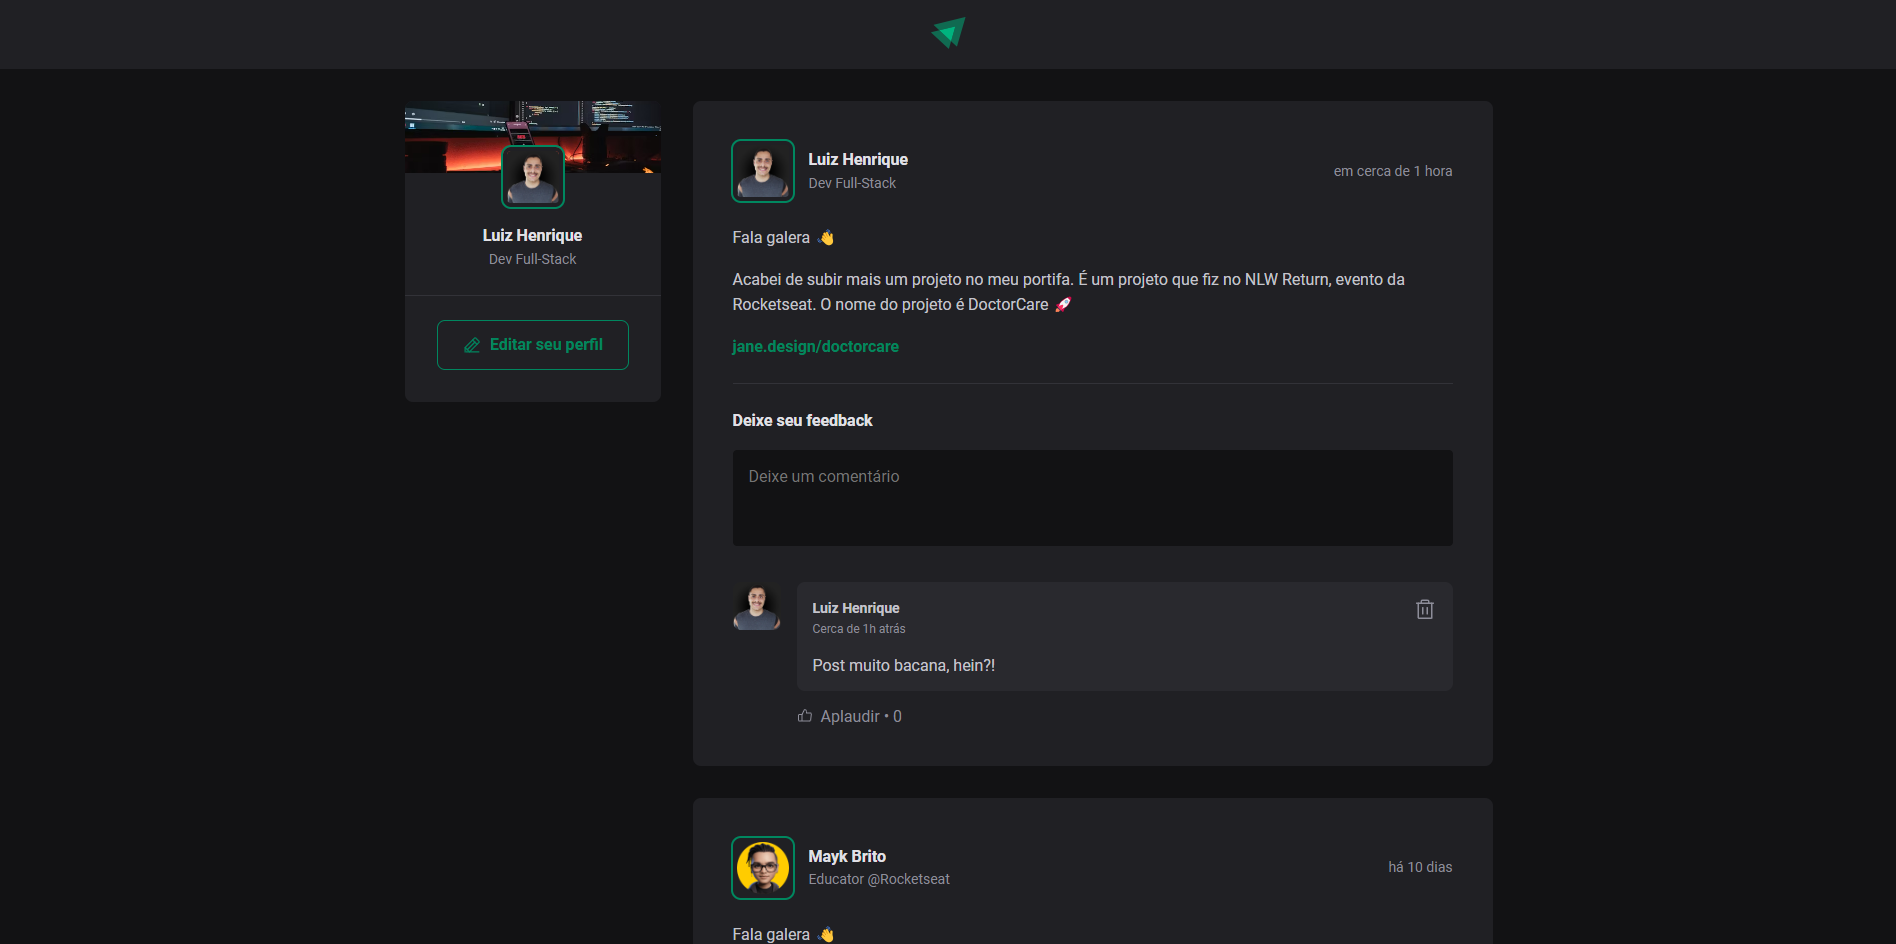 Luiz Henrique
Dev Full-Stack
Editar seu perfil
Luiz Henrique
Dev Full-Stack
em cerca de 1 hora
Fala galera 👋
Acabei de subir mais um projeto no meu portifa. É um projeto que fiz no NLW Return, evento da
Rocketseat. O nome do projeto é DoctorCare 🚀
jane.design/doctorcare
Deixe seu feedback
Deixe um comentário
Luiz Henrique
Cerca de 1h atrás
Post muito bacana, hein?!
Aplaudir • 0
Mayk Brito
Educator @Rocketseat
há 10 dias
Fala galera 👋